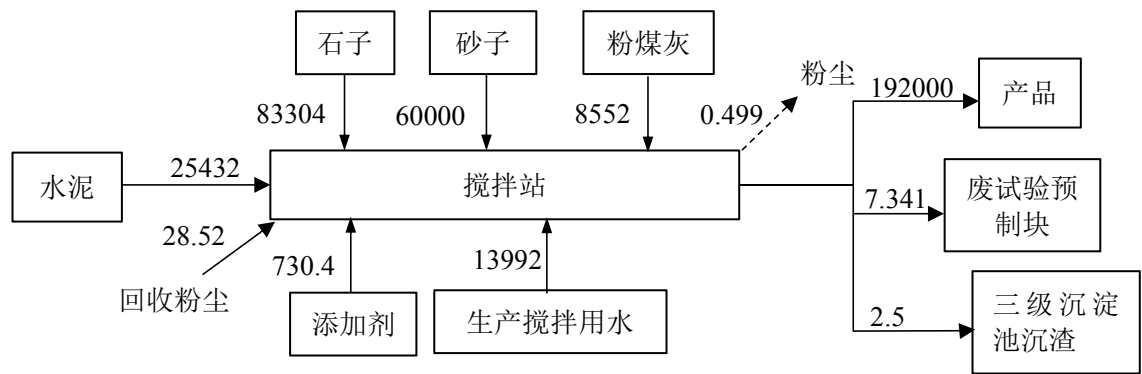 石子
砂子
粉煤灰
粉尘
83304
60000
8552
0.499
192000
产品
水泥
25432
搅拌站
7.341
废试验预
制块
28.52
回收粉尘
730.4
添加剂
13992
生产搅拌用水
2.5
三级沉淀
池沉渣